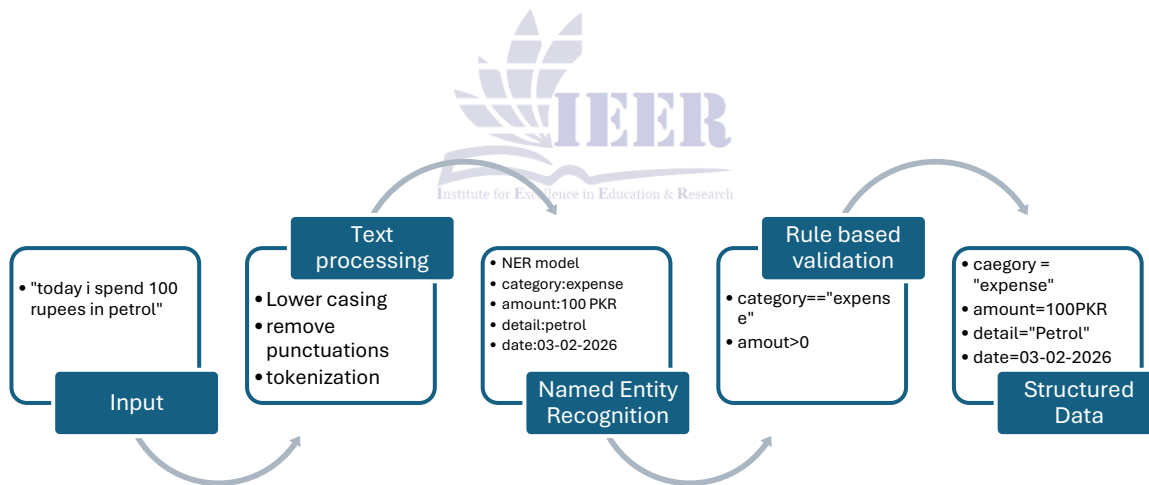 IEER
Institute for Excellence in Education & Research
"today i spend 100
rupees in petrol"
Input
Text
processing
Lower casing
remove
punctuations
tokenization
NER model
category:expense
amount:100 PKR
detail:petrol
date:03-02-2026
Named Entity
Recognition
Rule based
validation
category=="expens
e"
amout>0
caegory =
"expense"
amount=100PKR
detail="Petrol"
date=03-02-2026
Structured
Data